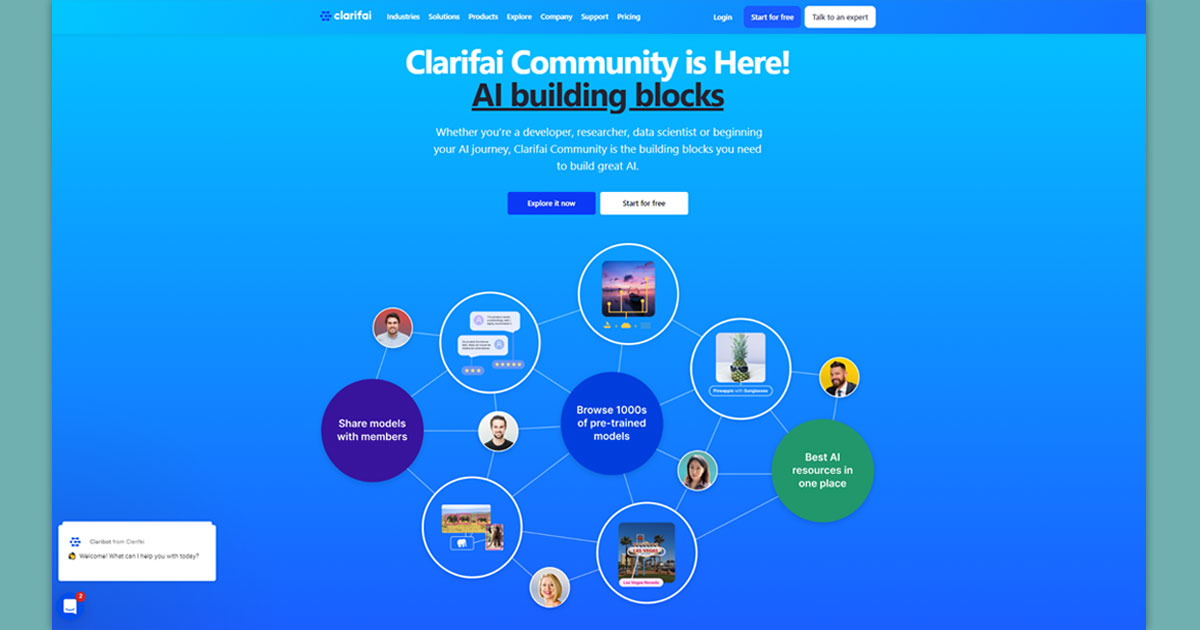 clarifai
Industries Solutions Products Explore Company Support Pricing
Login Start for free Talk to an expert
Clarifai Community is Here!
AI building blocks
Whether you're a developer, researcher, data scientist or beginning
your AI journey, Clarifai Community is the building blocks you need
to build great AI.
Explore it now Start for free
Pineapple with Sunglasses
Share models
with members
Browse 1000s
of pre-trained
models
Best AI
resources in
one place
LAS VEGAS
Las Vegas Nevada
Claribot from Clarifai
Welcome! What can I help you with today?
2